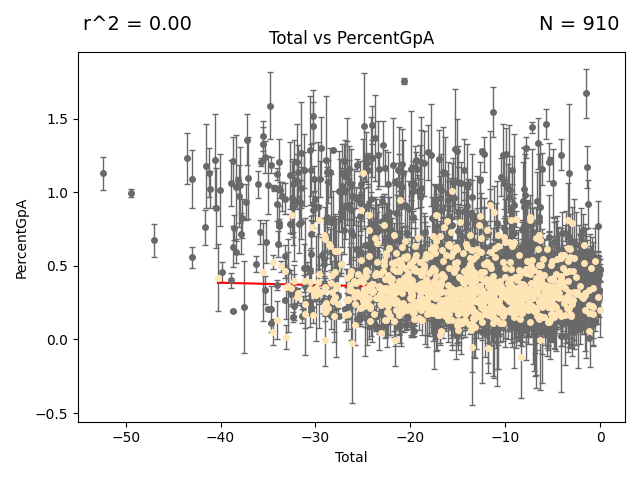 r^2 = 0.00
N = 910
Total vs PercentGpA
PercentGpA
1.5
1.0
0.5
0.0
−0.5
−50
−40
−30
−20
−10
0
Total